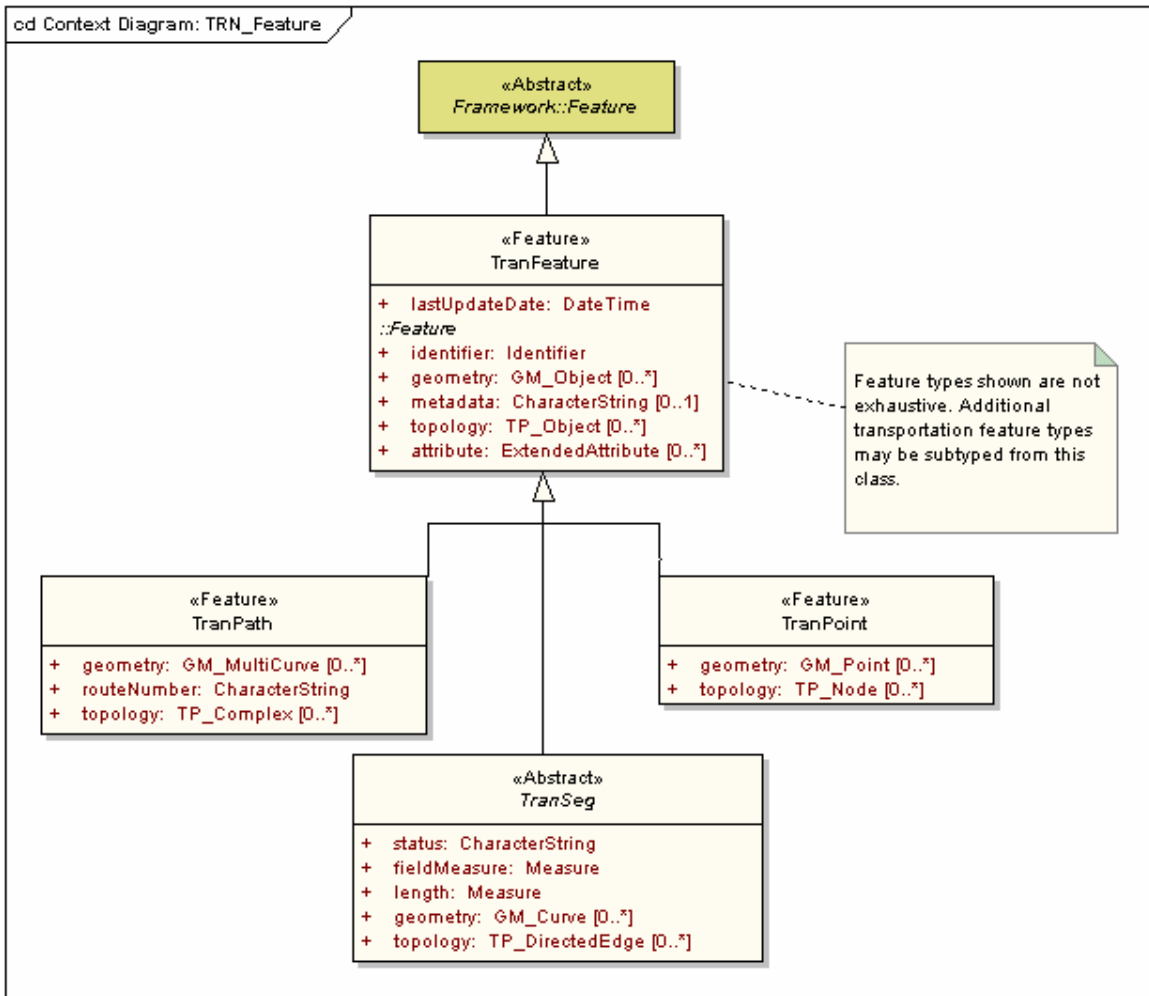 cd Context Diagram: TRN_Feature
«Abstract»
Framework::Feature
«Feature»
TranFeature
+ lastUpdateDate: DateTime
::Feature
+ identifier: Identifier
+ geometry: GM_Object [0..*]
+ metadata: CharacterString [0..1]
+ topology: TP_Object [0..*]
+ attribute: ExtendedAttribute [0..*]
Feature types shown are not
exhaustive. Additional
transportation feature types
may be subtyped from this
class.
«Feature»
TranPath
+ geometry: GM_MultiCurve [0..*]
+ routeNumber: CharacterString
+ topology: TP_Complex [0..*]
«Feature»
TranPoint
+ geometry: GM_Point [0..*]
+ topology: TP_Node [0..*]
«Abstract»
TranSeg
+ status: CharacterString
+ fieldMeasure: Measure
+ length: Measure
+ geometry: GM_Curve [0..*]
+ topology: TP_DirectedEdge [0..*]